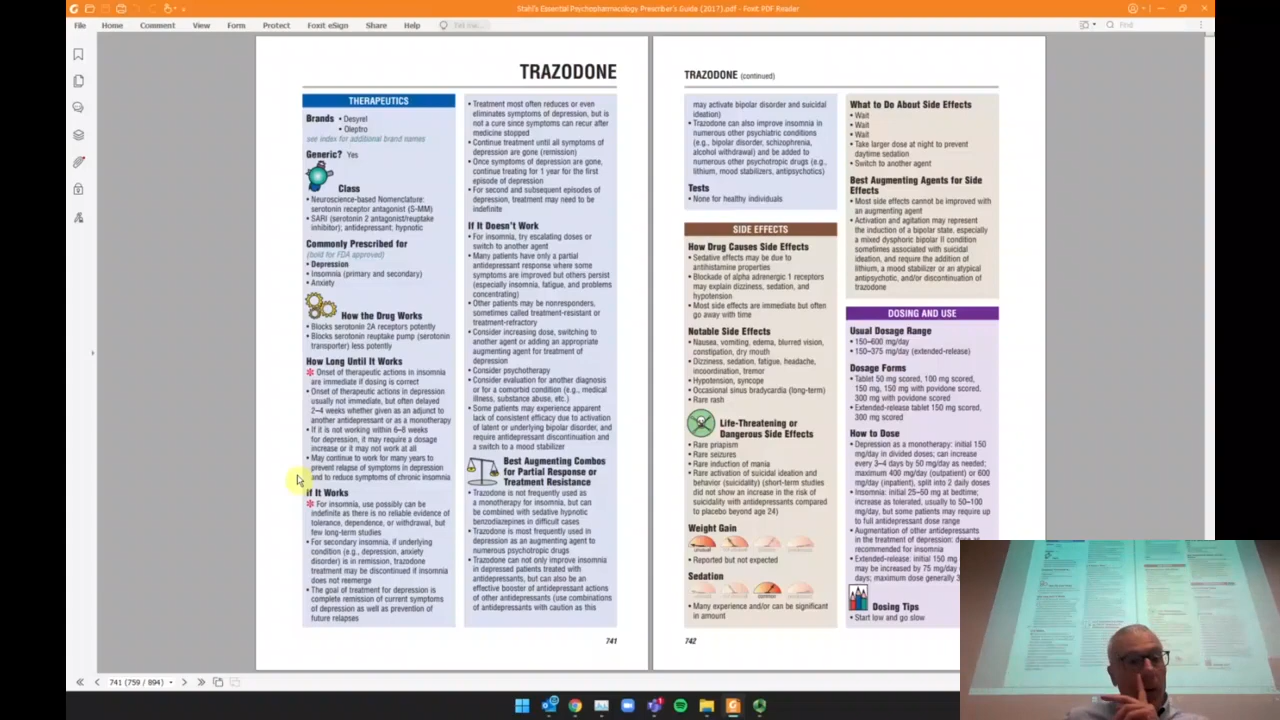 Stahl's Essential Psychopharmacology Prescriber's Guide (2017).pdf - Foxit PDF Reader
File Home Comment View Form Protect Foxit eSign Share Help Tell me... Find
TRAZODONE
THERAPEUTICS
Brands • Desyrel
• Oleptro
see index for additional brand names
Generic? Yes
Class
• Neuroscience-based Nomenclature:
serotonin receptor antagonist (S-MM)
• SARI (serotonin 2 antagonist/reuptake
inhibitor); antidepressant; hypnotic
Commonly Prescribed for
(bold for FDA approved)
• Depression
• Insomnia (primary and secondary)
• Anxiety
How the Drug Works
• Blocks serotonin 2A receptors potently
• Blocks serotonin reuptake pump (serotonin
transporter) less potently
How Long Until It Works
✻ Onset of therapeutic actions in insomnia
are immediate if dosing is correct
• Onset of therapeutic actions in depression
usually not immediate, but often delayed
2–4 weeks whether given as an adjunct to
another antidepressant or as a monotherapy
• If it is not working within 6–8 weeks
for depression, it may require a dosage
increase or it may not work at all
• May continue to work for many years to
prevent relapse of symptoms in depression
and to reduce symptoms of chronic insomnia
If It Works
✻ For insomnia, use possibly can be
indefinite as there is no reliable evidence of
tolerance, dependence, or withdrawal, but
few long-term studies
• For secondary insomnia, if underlying
condition (e.g., depression, anxiety
disorder) is in remission, trazodone
treatment may be discontinued if insomnia
does not reemerge
• The goal of treatment for depression is
complete remission of current symptoms
of depression as well as prevention of
future relapses
• Treatment most often reduces or even
eliminates symptoms of depression, but is
not a cure since symptoms can recur after
medicine stopped
• Continue treatment until all symptoms of
depression are gone (remission)
• Once symptoms of depression are gone,
continue treating for 1 year for the first
episode of depression
• For second and subsequent episodes of
depression, treatment may need to be
indefinite
If It Doesn't Work
• For insomnia, try escalating doses or
switch to another agent
• Many patients have only a partial
antidepressant response where some
symptoms are improved but others persist
(especially insomnia, fatigue, and problems
concentrating)
• Other patients may be nonresponders,
sometimes called treatment-resistant or
treatment-refractory
• Consider increasing dose, switching to
another agent or adding an appropriate
augmenting agent for treatment of
depression
• Consider psychotherapy
• Consider evaluation for another diagnosis
or for a comorbid condition (e.g., medical
illness, substance abuse, etc.)
• Some patients may experience apparent
lack of consistent efficacy due to activation
of latent or underlying bipolar disorder, and
require antidepressant discontinuation and
a switch to a mood stabilizer
Best Augmenting Combos
for Partial Response or
Treatment Resistance
• Trazodone is not frequently used as
a monotherapy for insomnia, but can
be combined with sedative hypnotic
benzodiazepines in difficult cases
• Trazodone is most frequently used in
depression as an augmenting agent to
numerous psychotropic drugs
• Trazodone can not only improve insomnia
in depressed patients treated with
antidepressants, but can also be an
effective booster of antidepressant actions
of other antidepressants (use combinations
of antidepressants with caution as this
741
TRAZODONE (continued)
may activate bipolar disorder and suicidal
ideation)
• Trazodone can also improve insomnia in
numerous other psychiatric conditions
(e.g., bipolar disorder, schizophrenia,
alcohol withdrawal) and be added to
numerous other psychotropic drugs (e.g.,
lithium, mood stabilizers, antipsychotics)
Tests
• None for healthy individuals
SIDE EFFECTS
How Drug Causes Side Effects
• Sedative effects may be due to
antihistamine properties
• Blockade of alpha adrenergic 1 receptors
may explain dizziness, sedation, and
hypotension
• Most side effects are immediate but often
go away with time
Notable Side Effects
• Nausea, vomiting, edema, blurred vision,
constipation, dry mouth
• Dizziness, sedation, fatigue, headache,
incoordination, tremor
• Hypotension, syncope
• Occasional sinus bradycardia (long-term)
• Rare rash
Life-Threatening or
Dangerous Side Effects
• Rare priapism
• Rare seizures
• Rare induction of mania
• Rare activation of suicidal ideation and
behavior (suicidality) (short-term studies
did not show an increase in the risk of
suicidality with antidepressants compared
to placebo beyond age 24)
Weight Gain
unusual
• Reported but not expected
Sedation
common
• Many experience and/or can be significant
in amount
742
What to Do About Side Effects
• Wait
• Wait
• Wait
• Take larger dose at night to prevent
daytime sedation
• Switch to another agent
Best Augmenting Agents for Side
Effects
• Most side effects cannot be improved with
an augmenting agent
• Activation and agitation may represent
the induction of a bipolar state, especially
a mixed dysphoric bipolar II condition
sometimes associated with suicidal
ideation, and require the addition of
lithium, a mood stabilizer or an atypical
antipsychotic, and/or discontinuation of
trazodone
DOSING AND USE
Usual Dosage Range
• 150–600 mg/day
• 150–375 mg/day (extended-release)
Dosage Forms
• Tablet 50 mg scored, 100 mg scored,
150 mg, 150 mg with povidone scored,
300 mg with povidone scored
• Extended-release tablet 150 mg scored,
300 mg scored
How to Dose
• Depression as a monotherapy: initial 150
mg/day in divided doses; can increase
every 3–4 days by 50 mg/day as needed;
maximum 400 mg/day (outpatient) or 600
mg/day (inpatient), split into 2 daily doses
• Insomnia: initial 25–50 mg at bedtime;
increase as tolerated, usually to 50–100
mg/day, but some patients may require up
to full antidepressant dose range
• Augmentation of other antidepressants
in the treatment of depression: dose as
recommended for insomnia
• Extended-release: initial 150 mg
may be increased by 75 mg/day
days; maximum dose generally 3
Dosing Tips
• Start low and go slow
741 (759 / 894)